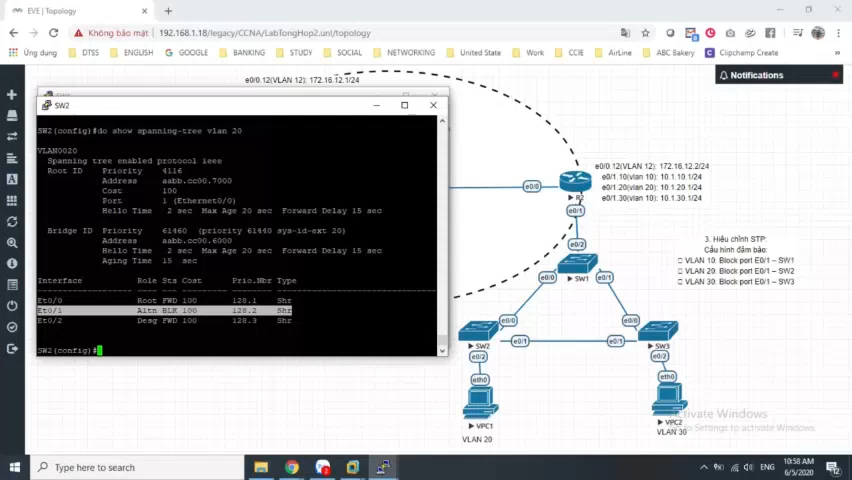 EVE | Topology
Không bảo mật
192.168.1.18/legacy/CCNA/LabTongHop2.unl/topology
Ứng dụng
DTSS
ENGLISH
GOOGLE
BANKING
STUDY
SOCIAL
NETWORKING
United State
Work
CCIE
AirLine
ABC Bakery
Clipchamp Create
e0/0.12(VLAN 12): 172.16.12.1/24
Notifications
SW2
SW2(config)#do show spanning-tree vlan 20
VLAN0020
Spanning tree enabled protocol ieee
Root ID Priority 4116
Address aabb.cc00.7000
Cost 100
Port 1 (Ethernet0/0)
Hello Time 2 sec Max Age 20 sec Forward Delay 15 sec
Bridge ID Priority 61460 (priority 61440 sys-id-ext 20)
Address aabb.cc00.6000
Hello Time 2 sec Max Age 20 sec Forward Delay 15 sec
Aging Time 15 sec
Interface Role Sts Cost Prio.Nbr Type
Et0/0 Root FWD 100 128.1 Shr
Et0/1 Altn BLK 100 128.2 Shr
Et0/2 Desg FWD 100 128.3 Shr
SW2(config)#
e0/0.12(VLAN 12): 172.16.12.2/24
e0/1.10(vlan 10): 10.1.10.1/24
e0/1.20(vlan 10): 10.1.20.1/24
e0/1.30(vlan 10): 10.1.30.1/24
e0/0
R2
e0/1
e0/2
SW1
e0/0
e0/1
3. Hiệu chỉnh STP:
Cấu hình đảm bảo:
VLAN 10: Block port E0/1 – SW1
VLAN 20: Block port E0/1 – SW2
VLAN 30: Block port E0/1 – SW3
e0/0
e0/0
SW2
e0/1
e0/1
SW3
e0/2
e0/2
eth0
eth0
VPC1
VPC2
VLAN 20
VLAN 30
Activate Windows
Go to Settings to activate Windows.
Type here to search
2
ENG
10:58 AM
6/5/2020
12